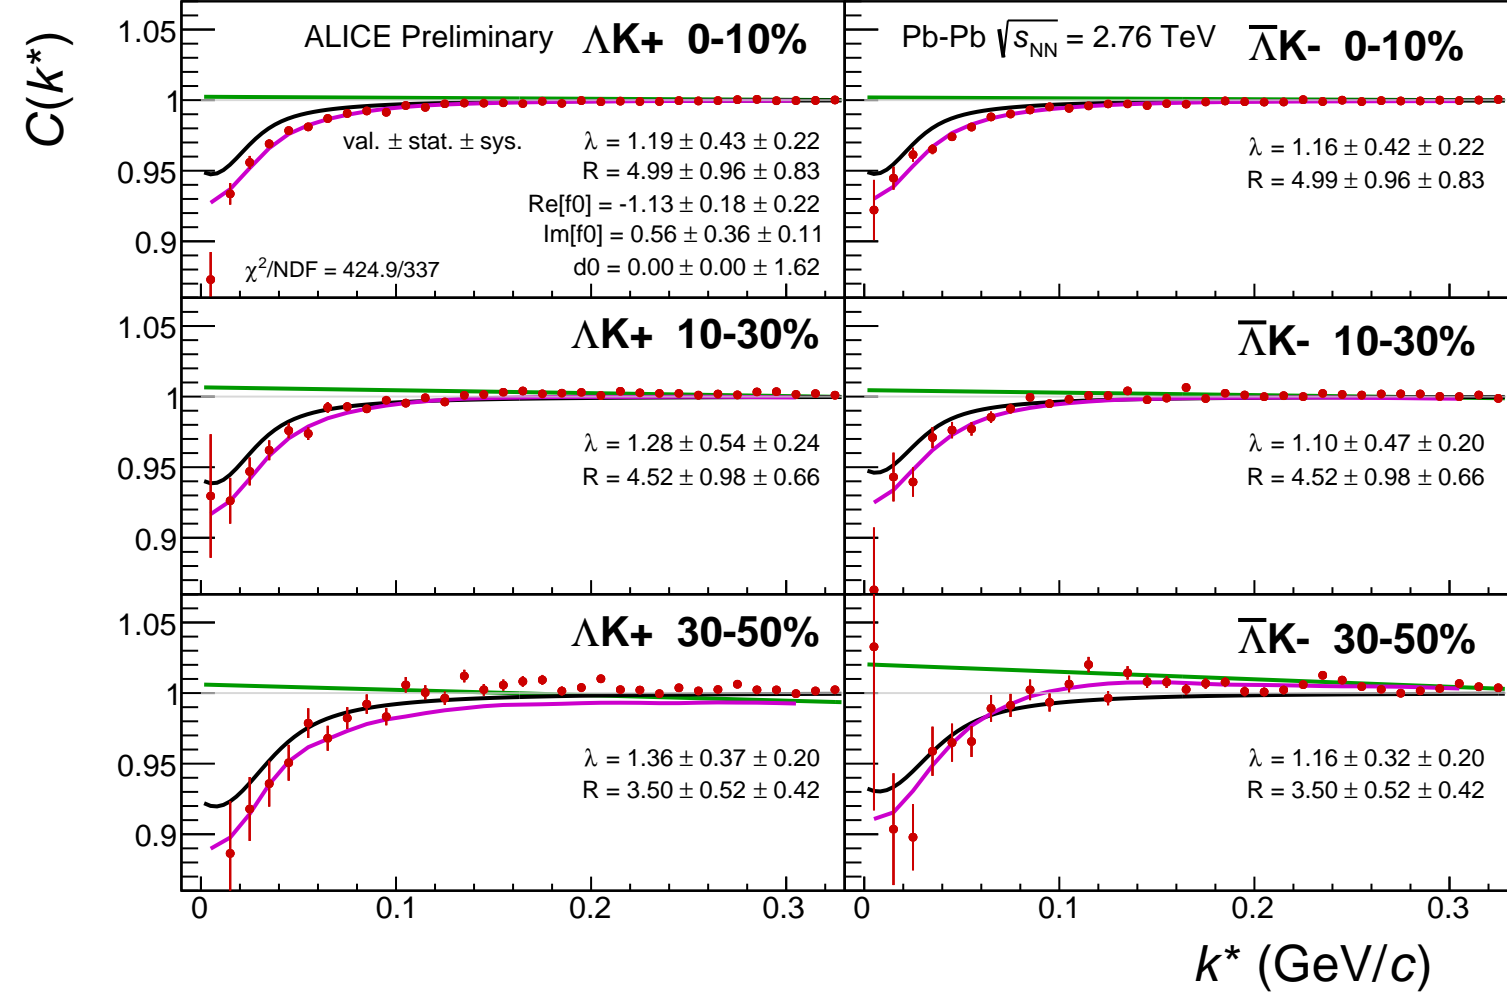 C(k*)
ALICE Preliminary ΛK+ 0-10%
val. ± stat. ± sys.
λ = 1.19 ± 0.43 ± 0.22
R = 4.99 ± 0.96 ± 0.83
Re[f0] = -1.13 ± 0.18 ± 0.22
Im[f0] = 0.56 ± 0.36 ± 0.11
d0 = 0.00 ± 0.00 ± 1.62
χ²/NDF = 424.9/337
1.05
1
0.95
0.9
Pb-Pb √sNN = 2.76 TeV Λ̅K- 0-10%
λ = 1.16 ± 0.42 ± 0.22
R = 4.99 ± 0.96 ± 0.83
ΛK+ 10-30%
λ = 1.28 ± 0.54 ± 0.24
R = 4.52 ± 0.98 ± 0.66
1.05
1
0.95
0.9
Λ̅K- 10-30%
λ = 1.10 ± 0.47 ± 0.20
R = 4.52 ± 0.98 ± 0.66
ΛK+ 30-50%
λ = 1.36 ± 0.37 ± 0.20
R = 3.50 ± 0.52 ± 0.42
1.05
1
0.95
0.9
Λ̅K- 30-50%
λ = 1.16 ± 0.32 ± 0.20
R = 3.50 ± 0.52 ± 0.42
0 0.1 0.2 0.3 0 0.1 0.2 0.3
k* (GeV/c)